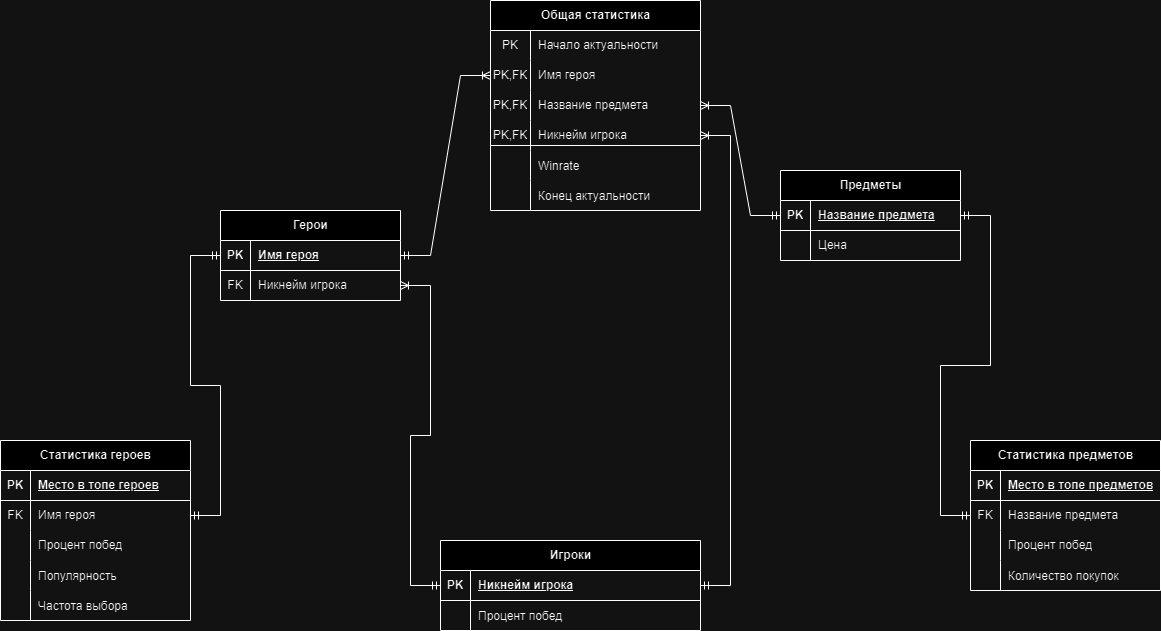 Общая статистика
PK Начало актуальности
PK,FK Имя героя
PK,FK Название предмета
PK,FK Никнейм игрока
Winrate
Конец актуальности
Предметы
PK Название предмета
Цена
Герои
PK Имя героя
FK Никнейм игрока
Статистика героев
PK Место в топе героев
FK Имя героя
Процент побед
Популярность
Частота выбора
Статистика предметов
PK Место в топе предметов
FK Название предмета
Процент побед
Количество покупок
Игроки
PK Никнейм игрока
Процент побед